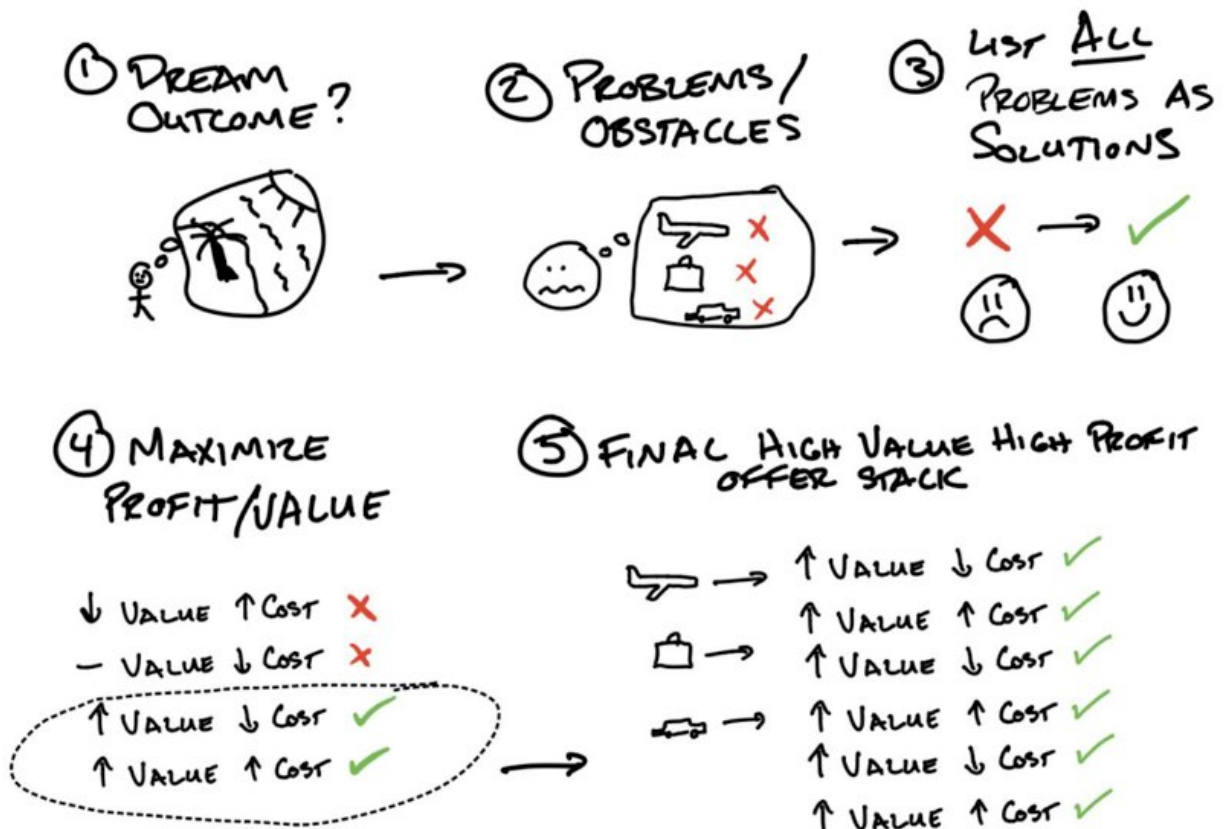 ① DREAM
OUTCOME?
② PROBLEMS/
OBSTACLES
③ LIST ALL
PROBLEMS AS
SOLUTIONS
④ MAXIMIZE
PROFIT/VALUE
↓ VALUE ↑ COST ✗
– VALUE ↓ COST ✗
↑ VALUE ↓ COST ✓
↑ VALUE ↑ COST ✓
⑤ FINAL HIGH VALUE HIGH PROFIT
OFFER STACK
↑ VALUE ↓ COST ✓
↑ VALUE ↑ COST ✓
↑ VALUE ↓ COST ✓
↑ VALUE ↑ COST ✓
↑ VALUE ↓ COST ✓
↑ VALUE ↑ COST ✓